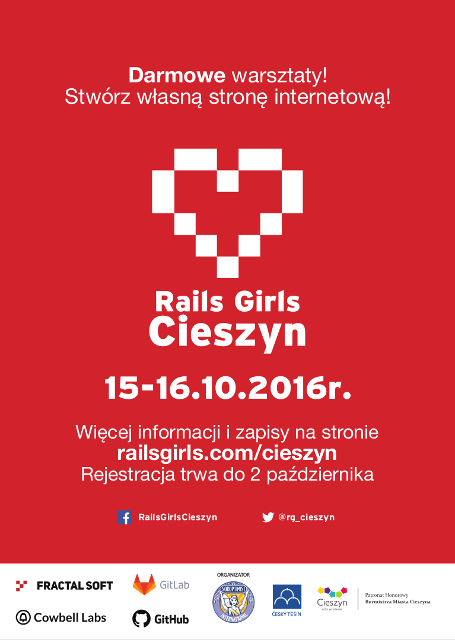 Darmowe warsztaty!
Stwórz własną stronę internetową!
Rails Girls
Cieszyn
15-16.10.2016r.
Więcej informacji i zapisy na stronie
railsgirls.com/cieszyn
Rejestracja trwa do 2 października
RailsGirlsCieszyn
@rg_cieszyn
ORGANIZATOR
FRACTAL SOFT
GitLab
ČESKÝ TĚŠÍN
Cieszyn
Patronat Honorowy
Burmistrza Miasta Cieszyna
Cowbell Labs
GitHub